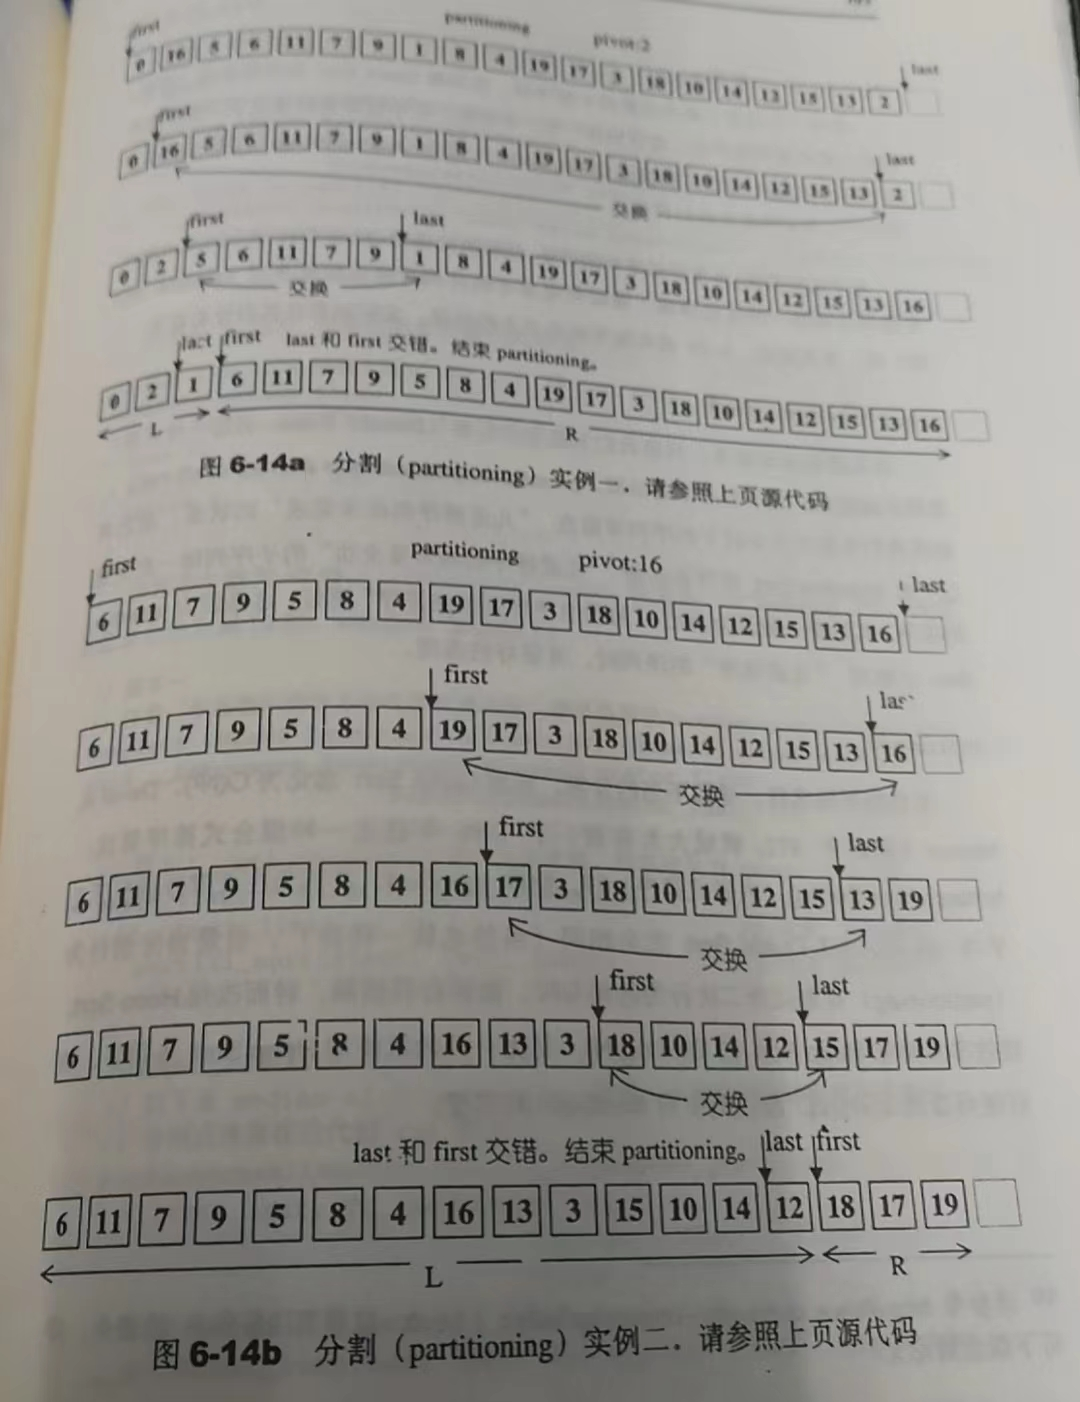 first partitioning pivot:2
last
0 16 5 6 11 7 9 1 8 4 19 17 3 18 10 14 12 15 13 2
first
last
0 16 5 6 11 7 9 1 8 4 19 17 3 18 10 14 12 15 13 2
交换
first last
0 2 5 6 11 7 9 1 8 4 19 17 3 18 10 14 12 15 13 16
交换
last first last 和 first 交错。结束 partitioning。
0 2 1 6 11 7 9 5 8 4 19 17 3 18 10 14 12 15 13 16
L R
图 6-14a 分割（partitioning）实例一．请参照上页源代码
first partitioning pivot:16
last
6 11 7 9 5 8 4 19 17 3 18 10 14 12 15 13 16
first
last
6 11 7 9 5 8 4 19 17 3 18 10 14 12 15 13 16
交换
first
last
6 11 7 9 5 8 4 16 17 3 18 10 14 12 15 13 19
交换
first last
6 11 7 9 5 8 4 16 13 3 18 10 14 12 15 17 19
交换
last 和 first 交错。结束 partitioning。 last first
6 11 7 9 5 8 4 16 13 3 15 10 14 12 18 17 19
L R
图 6-14b 分割（partitioning）实例二．请参照上页源代码